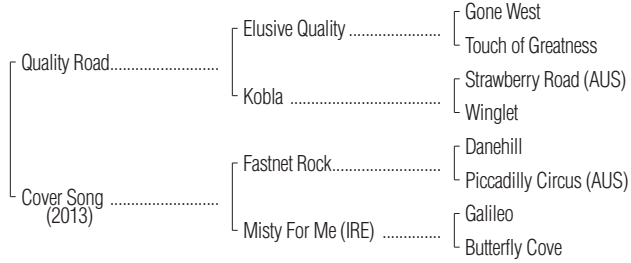 Gone West
Elusive Quality ....................
Touch of Greatness
Quality Road........................
Strawberry Road (AUS)
Kobla .................................
Winglet
Danehill
Fastnet Rock........................
Piccadilly Circus (AUS)
Cover Song ........................
(2013)
Galileo
Misty For Me (IRE) .............
Butterfly Cove